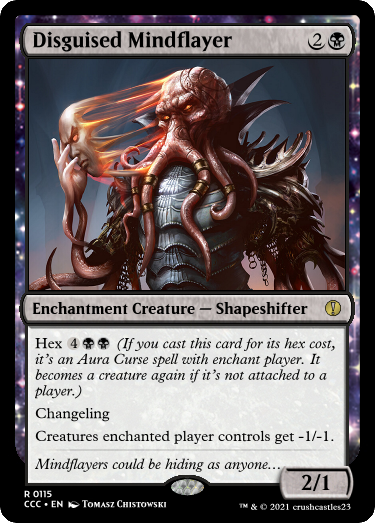 Disguised Mindflayer 2
Enchantment Creature — Shapeshifter
Hex 4 (If you cast this card for its hex cost,
it's an Aura Curse spell with enchant player. It
becomes a creature again if it's not attached to a
player.)
Changeling
Creatures enchanted player controls get -1/-1.
Mindflayers could be hiding as anyone...
2/1
R 0115
CCC • EN Tomasz Chistowski
™ & © 2021 crushcastles23